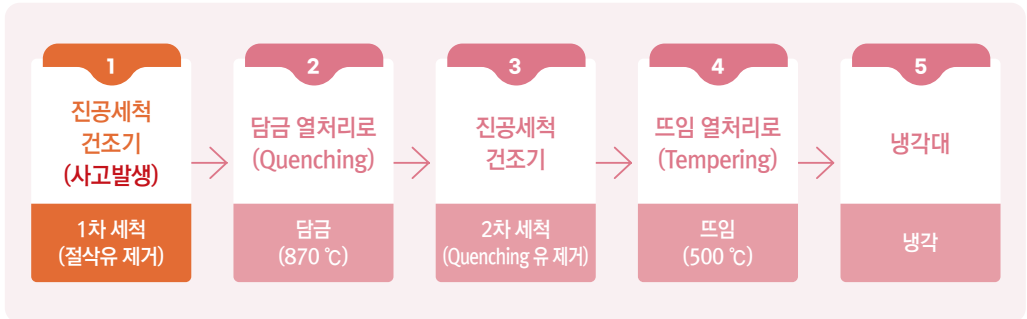 1
진공세척
건조기
(사고발생)
1차 세척
(절삭유 제거)
2
담금 열처리로
(Quenching)
담금
(870 ℃)
3
진공세척
건조기
2차 세척
(Quenching 유 제거)
4
뜨임 열처리로
(Tempering)
뜨임
(500 ℃)
5
냉각대
냉각